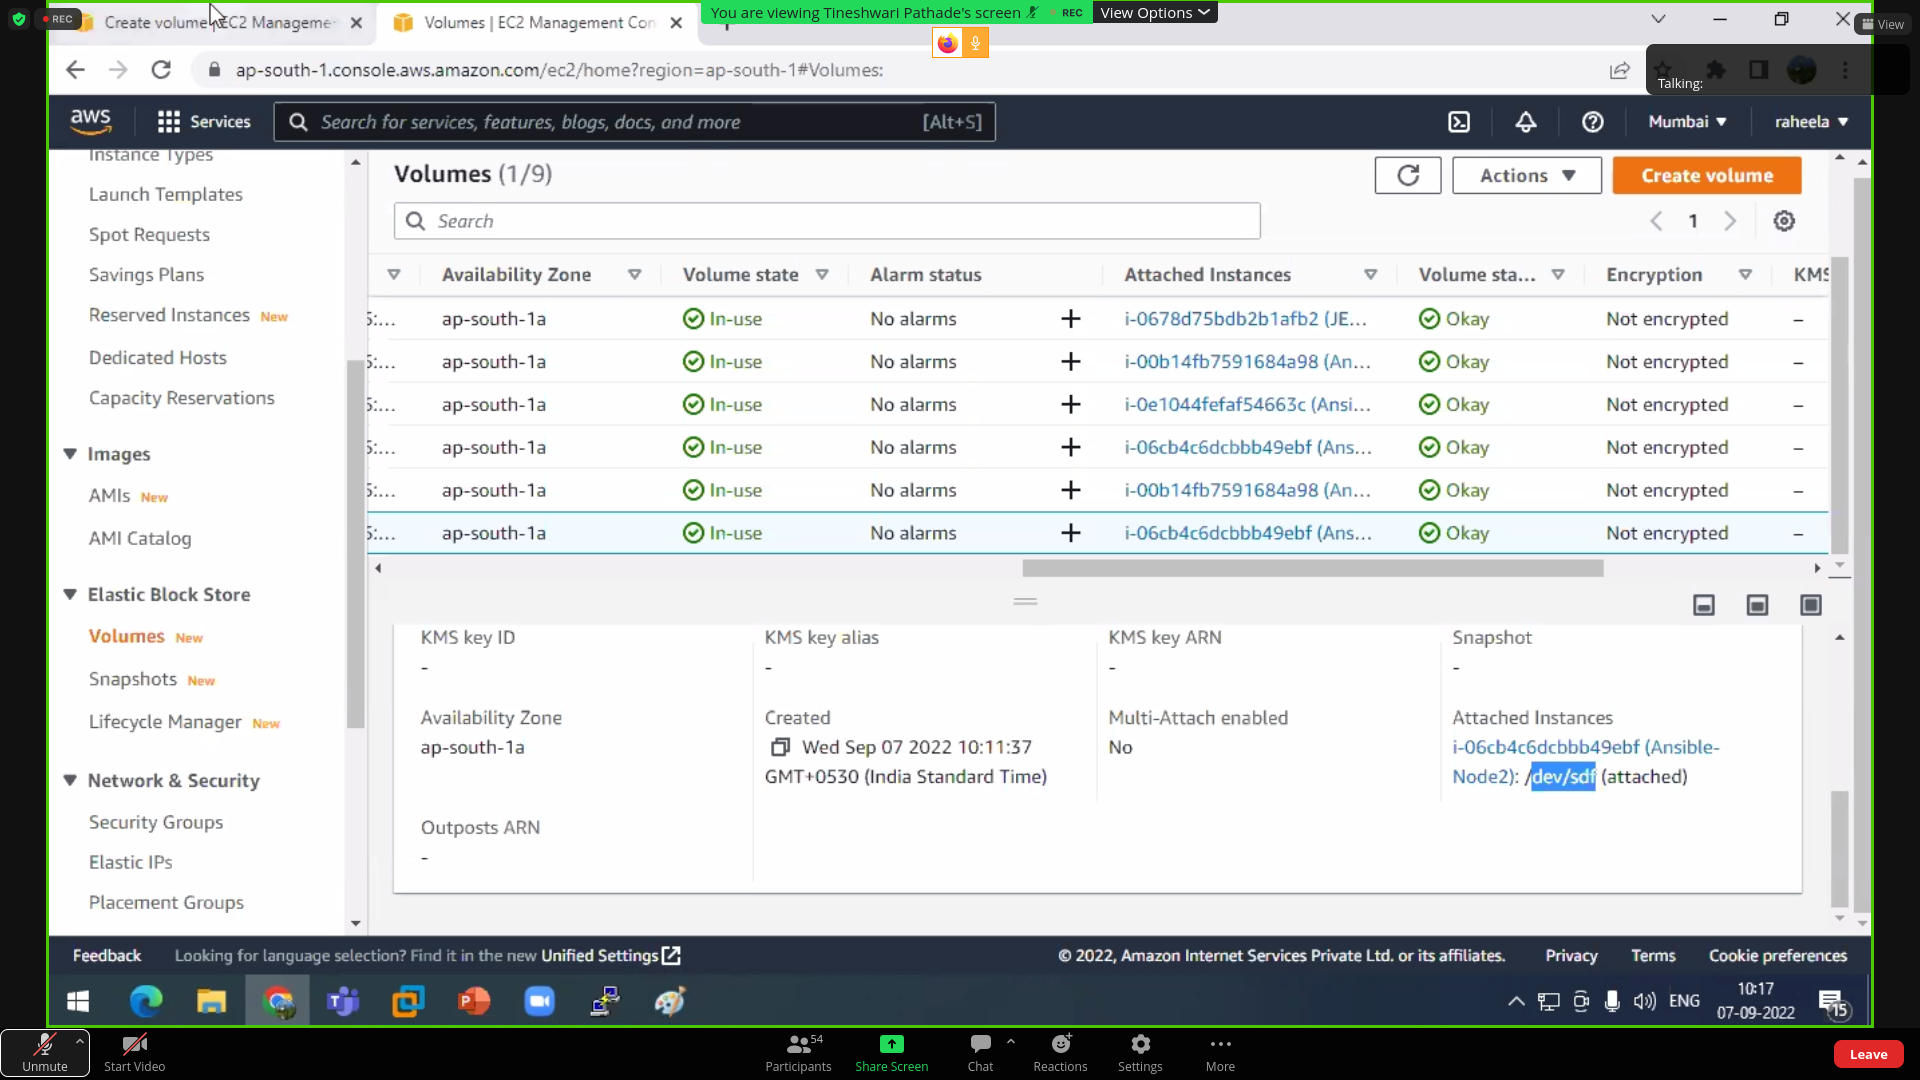 REC
Create volume | EC2 Manageme
Volumes | EC2 Management Con
You are viewing Tineshwari Pathade's screen
REC
View Options
View
ap-south-1.console.aws.amazon.com/ec2/home?region=ap-south-1#Volumes:
Talking:
aws
Services
Search for services, features, blogs, docs, and more
[Alt+S]
Mumbai
raheela
Instance Types
Launch Templates
Spot Requests
Savings Plans
Reserved Instances New
Dedicated Hosts
Capacity Reservations
Images
AMIs New
AMI Catalog
Elastic Block Store
Volumes New
Snapshots New
Lifecycle Manager New
Network & Security
Security Groups
Elastic IPs
Placement Groups
Volumes (1/9)
Actions
Create volume
Search
1
Availability Zone Volume state Alarm status Attached Instances Volume sta... Encryption KMS
5:... ap-south-1a In-use No alarms + i-0678d75bdb2b1afb2 (JE... Okay Not encrypted –
5:... ap-south-1a In-use No alarms + i-00b14fb7591684a98 (An... Okay Not encrypted –
5:... ap-south-1a In-use No alarms + i-0e1044fefaf54663c (Ansi... Okay Not encrypted –
5:... ap-south-1a In-use No alarms + i-06cb4c6dcbbb49ebf (Ans... Okay Not encrypted –
5:... ap-south-1a In-use No alarms + i-00b14fb7591684a98 (An... Okay Not encrypted –
5:... ap-south-1a In-use No alarms + i-06cb4c6dcbbb49ebf (Ans... Okay Not encrypted –
KMS key ID
-
KMS key alias
-
KMS key ARN
-
Snapshot
-
Availability Zone
ap-south-1a
Created
Wed Sep 07 2022 10:11:37
GMT+0530 (India Standard Time)
Multi-Attach enabled
No
Attached Instances
i-06cb4c6dcbbb49ebf (Ansible-
Node2): /dev/sdf (attached)
Outposts ARN
-
Feedback
Looking for language selection? Find it in the new Unified Settings
© 2022, Amazon Internet Services Private Ltd. or its affiliates.
Privacy
Terms
Cookie preferences
ENG
10:17
07-09-2022
15
Unmute
Start Video
54
Participants
Share Screen
Chat
Reactions
Settings
More
Leave